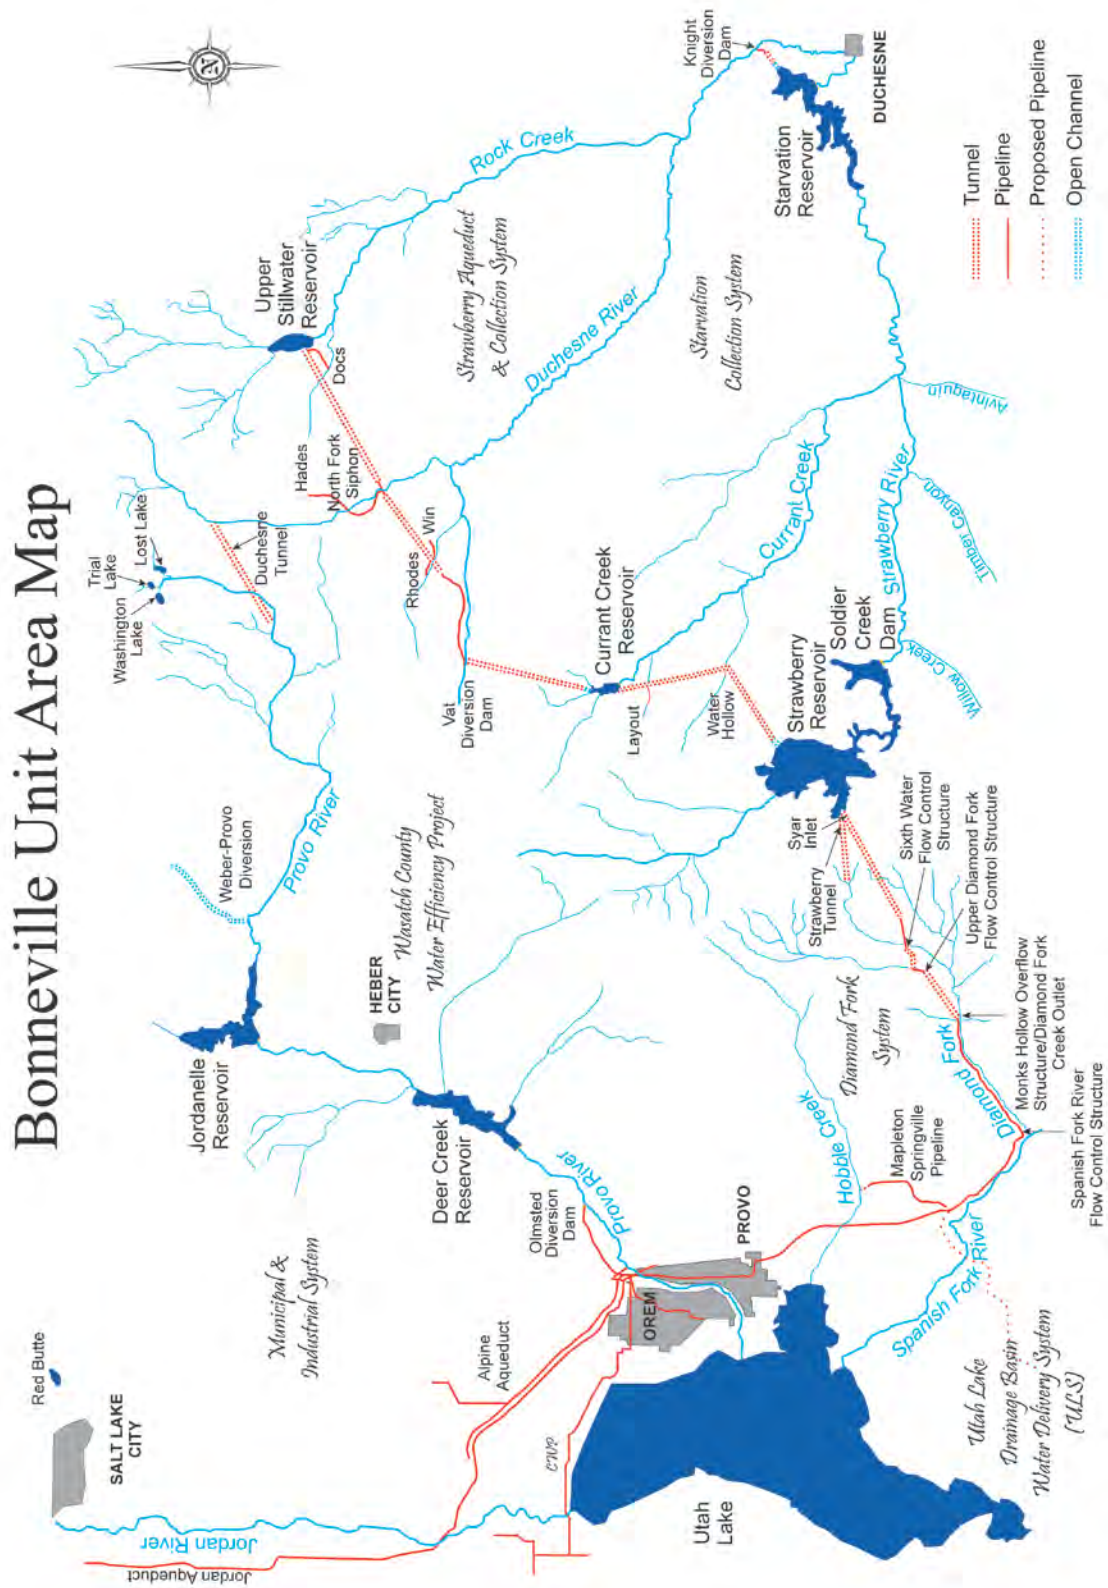 Bonneville Unit Area Map
N
Red Butte
SALT LAKE
CITY
Jordan River
Jordan Aqueduct
Municipal &
Industrial System
Alpine
Aqueduct
CWP
Utah
Lake
Utah Lake
Drainage Basin
Water Delivery System
(ULS)
Jordanelle
Reservoir
Weber-Provo
Diversion
Provo River
HEBER
CITY
Wasatch County
Water Efficiency Project
Deer Creek
Reservoir
Olmsted
Diversion
Dam
Provo River
OREM
PROVO
Hobble Creek
Mapleton
Springville
Pipeline
Spanish Fork River
Diamond Fork
System
Diamond Fork
Spanish Fork River
Flow Control Structure
Monks Hollow Overflow
Structure/Diamond Fork
Creek Outlet
Upper Diamond Fork
Flow Control Structure
Sixth Water
Flow Control
Structure
Strawberry
Tunnel
Syar
Inlet
Washington
Lake
Trial
Lake
Lost Lake
Duchesne
Tunnel
Hades
North Fork
Siphon
Docs
Upper
Stillwater
Reservoir
Rock Creek
Strawberry Aqueduct
& Collection System
Duchesne River
Rhodes
Win
Vat
Diversion
Dam
Currant Creek
Reservoir
Layout
Water
Hollow
Currant Creek
Strawberry
Reservoir
Soldier
Creek
Dam
Strawberry River
Willow Creek
Timber Canyon
Avintaquin
Starvation
Collection System
Starvation
Reservoir
Knight
Diversion
Dam
DUCHESNE
Tunnel
Pipeline
Proposed Pipeline
Open Channel